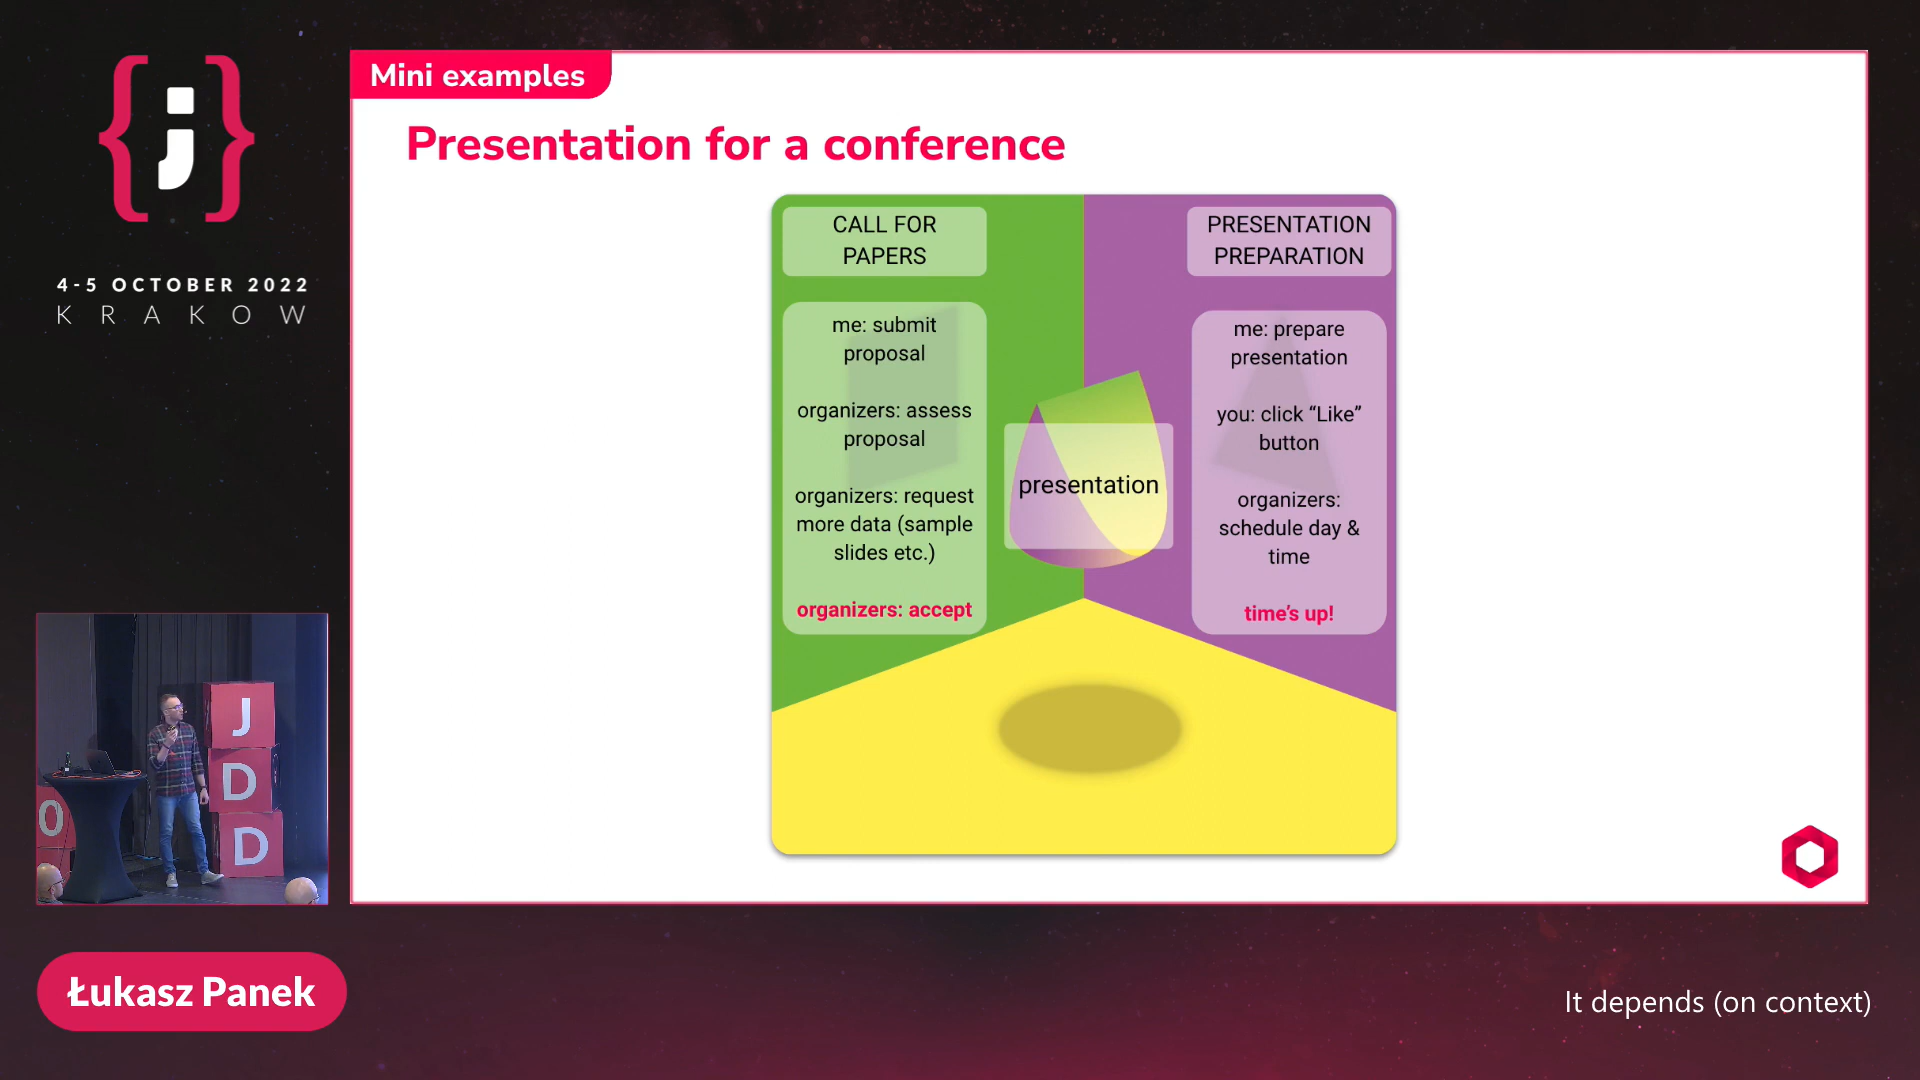 {j}
4-5 OCTOBER 2022
KRAKOW
Mini examples
Presentation for a conference
CALL FOR
PAPERS
me: submit
proposal
organizers: assess
proposal
organizers: request
more data (sample
slides etc.)
organizers: accept
presentation
PRESENTATION
PREPARATION
me: prepare
presentation
you: click “Like”
button
organizers:
schedule day &
time
time’s up!
J
D
D
O
Łukasz Panek
It depends (on context)